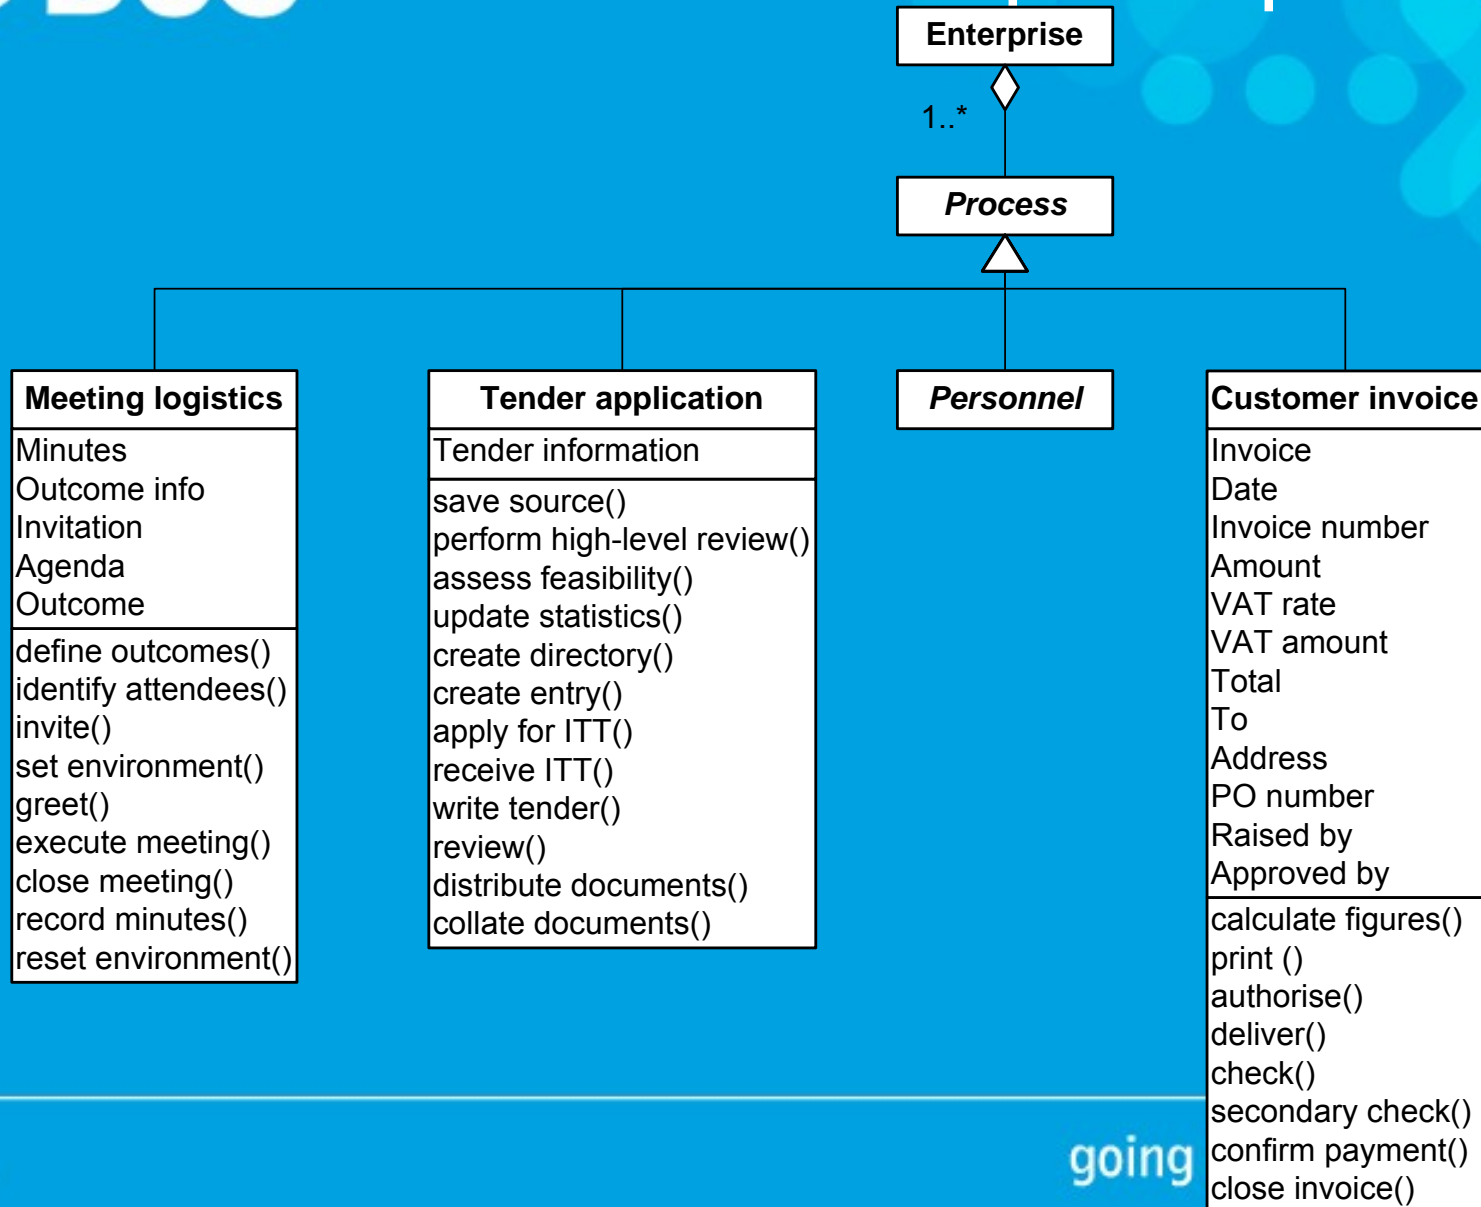 Enterprise
1..*
Process
Meeting logistics
Minutes
Outcome info
Invitation
Agenda
Outcome
define outcomes()
identify attendees()
invite()
set environment()
greet()
execute meeting()
close meeting()
record minutes()
reset environment()
Tender application
Tender information
save source()
perform high-level review()
assess feasibility()
update statistics()
create directory()
create entry()
apply for ITT()
receive ITT()
write tender()
review()
distribute documents()
collate documents()
Personnel
Customer invoice
Invoice
Date
Invoice number
Amount
VAT rate
VAT amount
Total
To
Address
PO number
Raised by
Approved by
calculate figures()
print ()
authorise()
deliver()
check()
secondary check()
confirm payment()
close invoice()
going